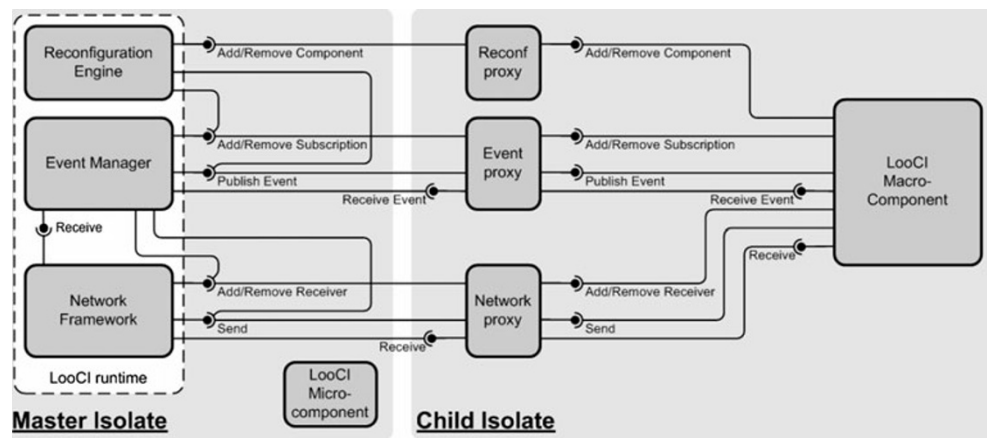 Reconfiguration
Engine
Add/Remove Component
Reconf
proxy
Add/Remove Component
Event Manager
Add/Remove Subscription
Publish Event
Receive Event
Event
proxy
Add/Remove Subscription
Publish Event
Receive Event
LooCI
Macro-
Component
Receive
Network
Framework
Add/Remove Receiver
Send
Receive
Network
proxy
Add/Remove Receiver
Send
Receive
LooCI runtime
LooCI
Micro-
component
Master Isolate
Child Isolate